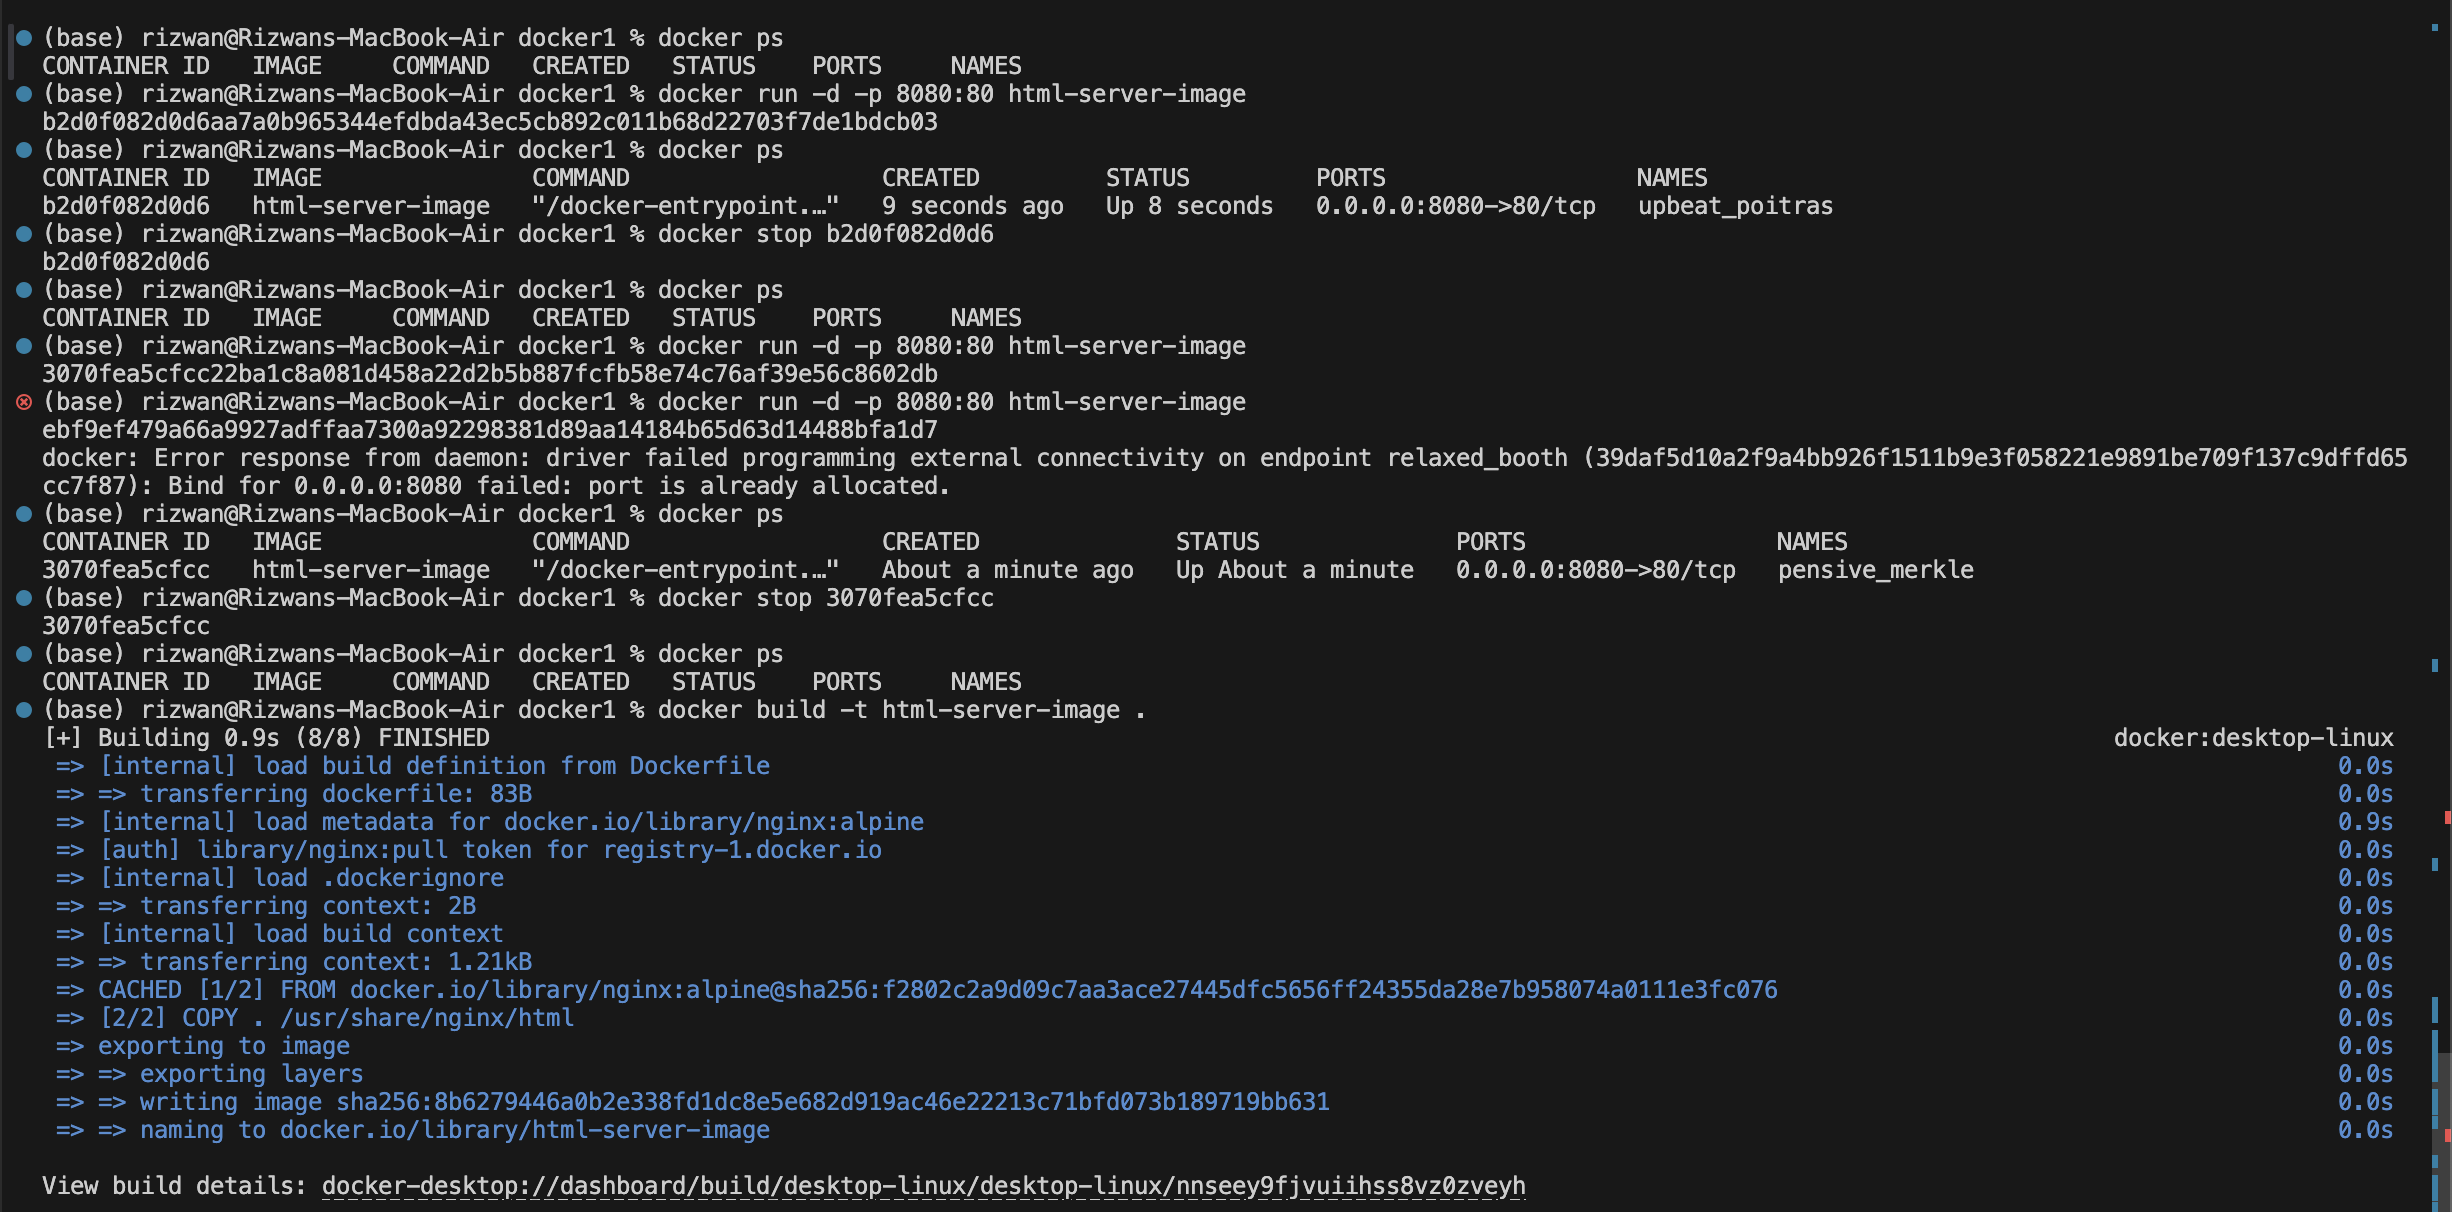 (base) rizwan@Rizwans-MacBook-Air docker1 % docker ps
CONTAINER ID   IMAGE     COMMAND   CREATED   STATUS    PORTS     NAMES
(base) rizwan@Rizwans-MacBook-Air docker1 % docker run -d -p 8080:80 html-server-image
b2d0f082d0d6aa7a0b965344efdbda43ec5cb892c011b68d22703f7de1bdcb03
(base) rizwan@Rizwans-MacBook-Air docker1 % docker ps
CONTAINER ID   IMAGE               COMMAND                  CREATED         STATUS         PORTS                  NAMES
b2d0f082d0d6   html-server-image   "/docker-entrypoint.…"   9 seconds ago   Up 8 seconds   0.0.0.0:8080->80/tcp   upbeat_poitras
(base) rizwan@Rizwans-MacBook-Air docker1 % docker stop b2d0f082d0d6
b2d0f082d0d6
(base) rizwan@Rizwans-MacBook-Air docker1 % docker ps
CONTAINER ID   IMAGE     COMMAND   CREATED   STATUS    PORTS     NAMES
(base) rizwan@Rizwans-MacBook-Air docker1 % docker run -d -p 8080:80 html-server-image
3070fea5cfcc22ba1c8a081d458a22d2b5b887fcfb58e74c76af39e56c8602db
(base) rizwan@Rizwans-MacBook-Air docker1 % docker run -d -p 8080:80 html-server-image
ebf9ef479a66a9927adffaa7300a92298381d89aa14184b65d63d14488bfa1d7
docker: Error response from daemon: driver failed programming external connectivity on endpoint relaxed_booth (39daf5d10a2f9a4bb926f1511b9e3f058221e9891be709f137c9dffd65
cc7f87): Bind for 0.0.0.0:8080 failed: port is already allocated.
(base) rizwan@Rizwans-MacBook-Air docker1 % docker ps
CONTAINER ID   IMAGE               COMMAND                  CREATED              STATUS              PORTS                  NAMES
3070fea5cfcc   html-server-image   "/docker-entrypoint.…"   About a minute ago   Up About a minute   0.0.0.0:8080->80/tcp   pensive_merkle
(base) rizwan@Rizwans-MacBook-Air docker1 % docker stop 3070fea5cfcc
3070fea5cfcc
(base) rizwan@Rizwans-MacBook-Air docker1 % docker ps
CONTAINER ID   IMAGE     COMMAND   CREATED   STATUS    PORTS     NAMES
(base) rizwan@Rizwans-MacBook-Air docker1 % docker build -t html-server-image .
[+] Building 0.9s (8/8) FINISHED docker:desktop-linux
=> [internal] load build definition from Dockerfile 0.0s
=> => transferring dockerfile: 83B 0.0s
=> [internal] load metadata for docker.io/library/nginx:alpine 0.9s
=> [auth] library/nginx:pull token for registry-1.docker.io 0.0s
=> [internal] load .dockerignore 0.0s
=> => transferring context: 2B 0.0s
=> [internal] load build context 0.0s
=> => transferring context: 1.21kB 0.0s
=> CACHED [1/2] FROM docker.io/library/nginx:alpine@sha256:f2802c2a9d09c7aa3ace27445dfc5656ff24355da28e7b958074a0111e3fc076 0.0s
=> [2/2] COPY . /usr/share/nginx/html 0.0s
=> exporting to image 0.0s
=> => exporting layers 0.0s
=> => writing image sha256:8b6279446a0b2e338fd1dc8e5e682d919ac46e22213c71bfd073b189719bb631 0.0s
=> => naming to docker.io/library/html-server-image 0.0s
View build details: docker-desktop://dashboard/build/desktop-linux/desktop-linux/nnseey9fjvuiihss8vz0zveyh